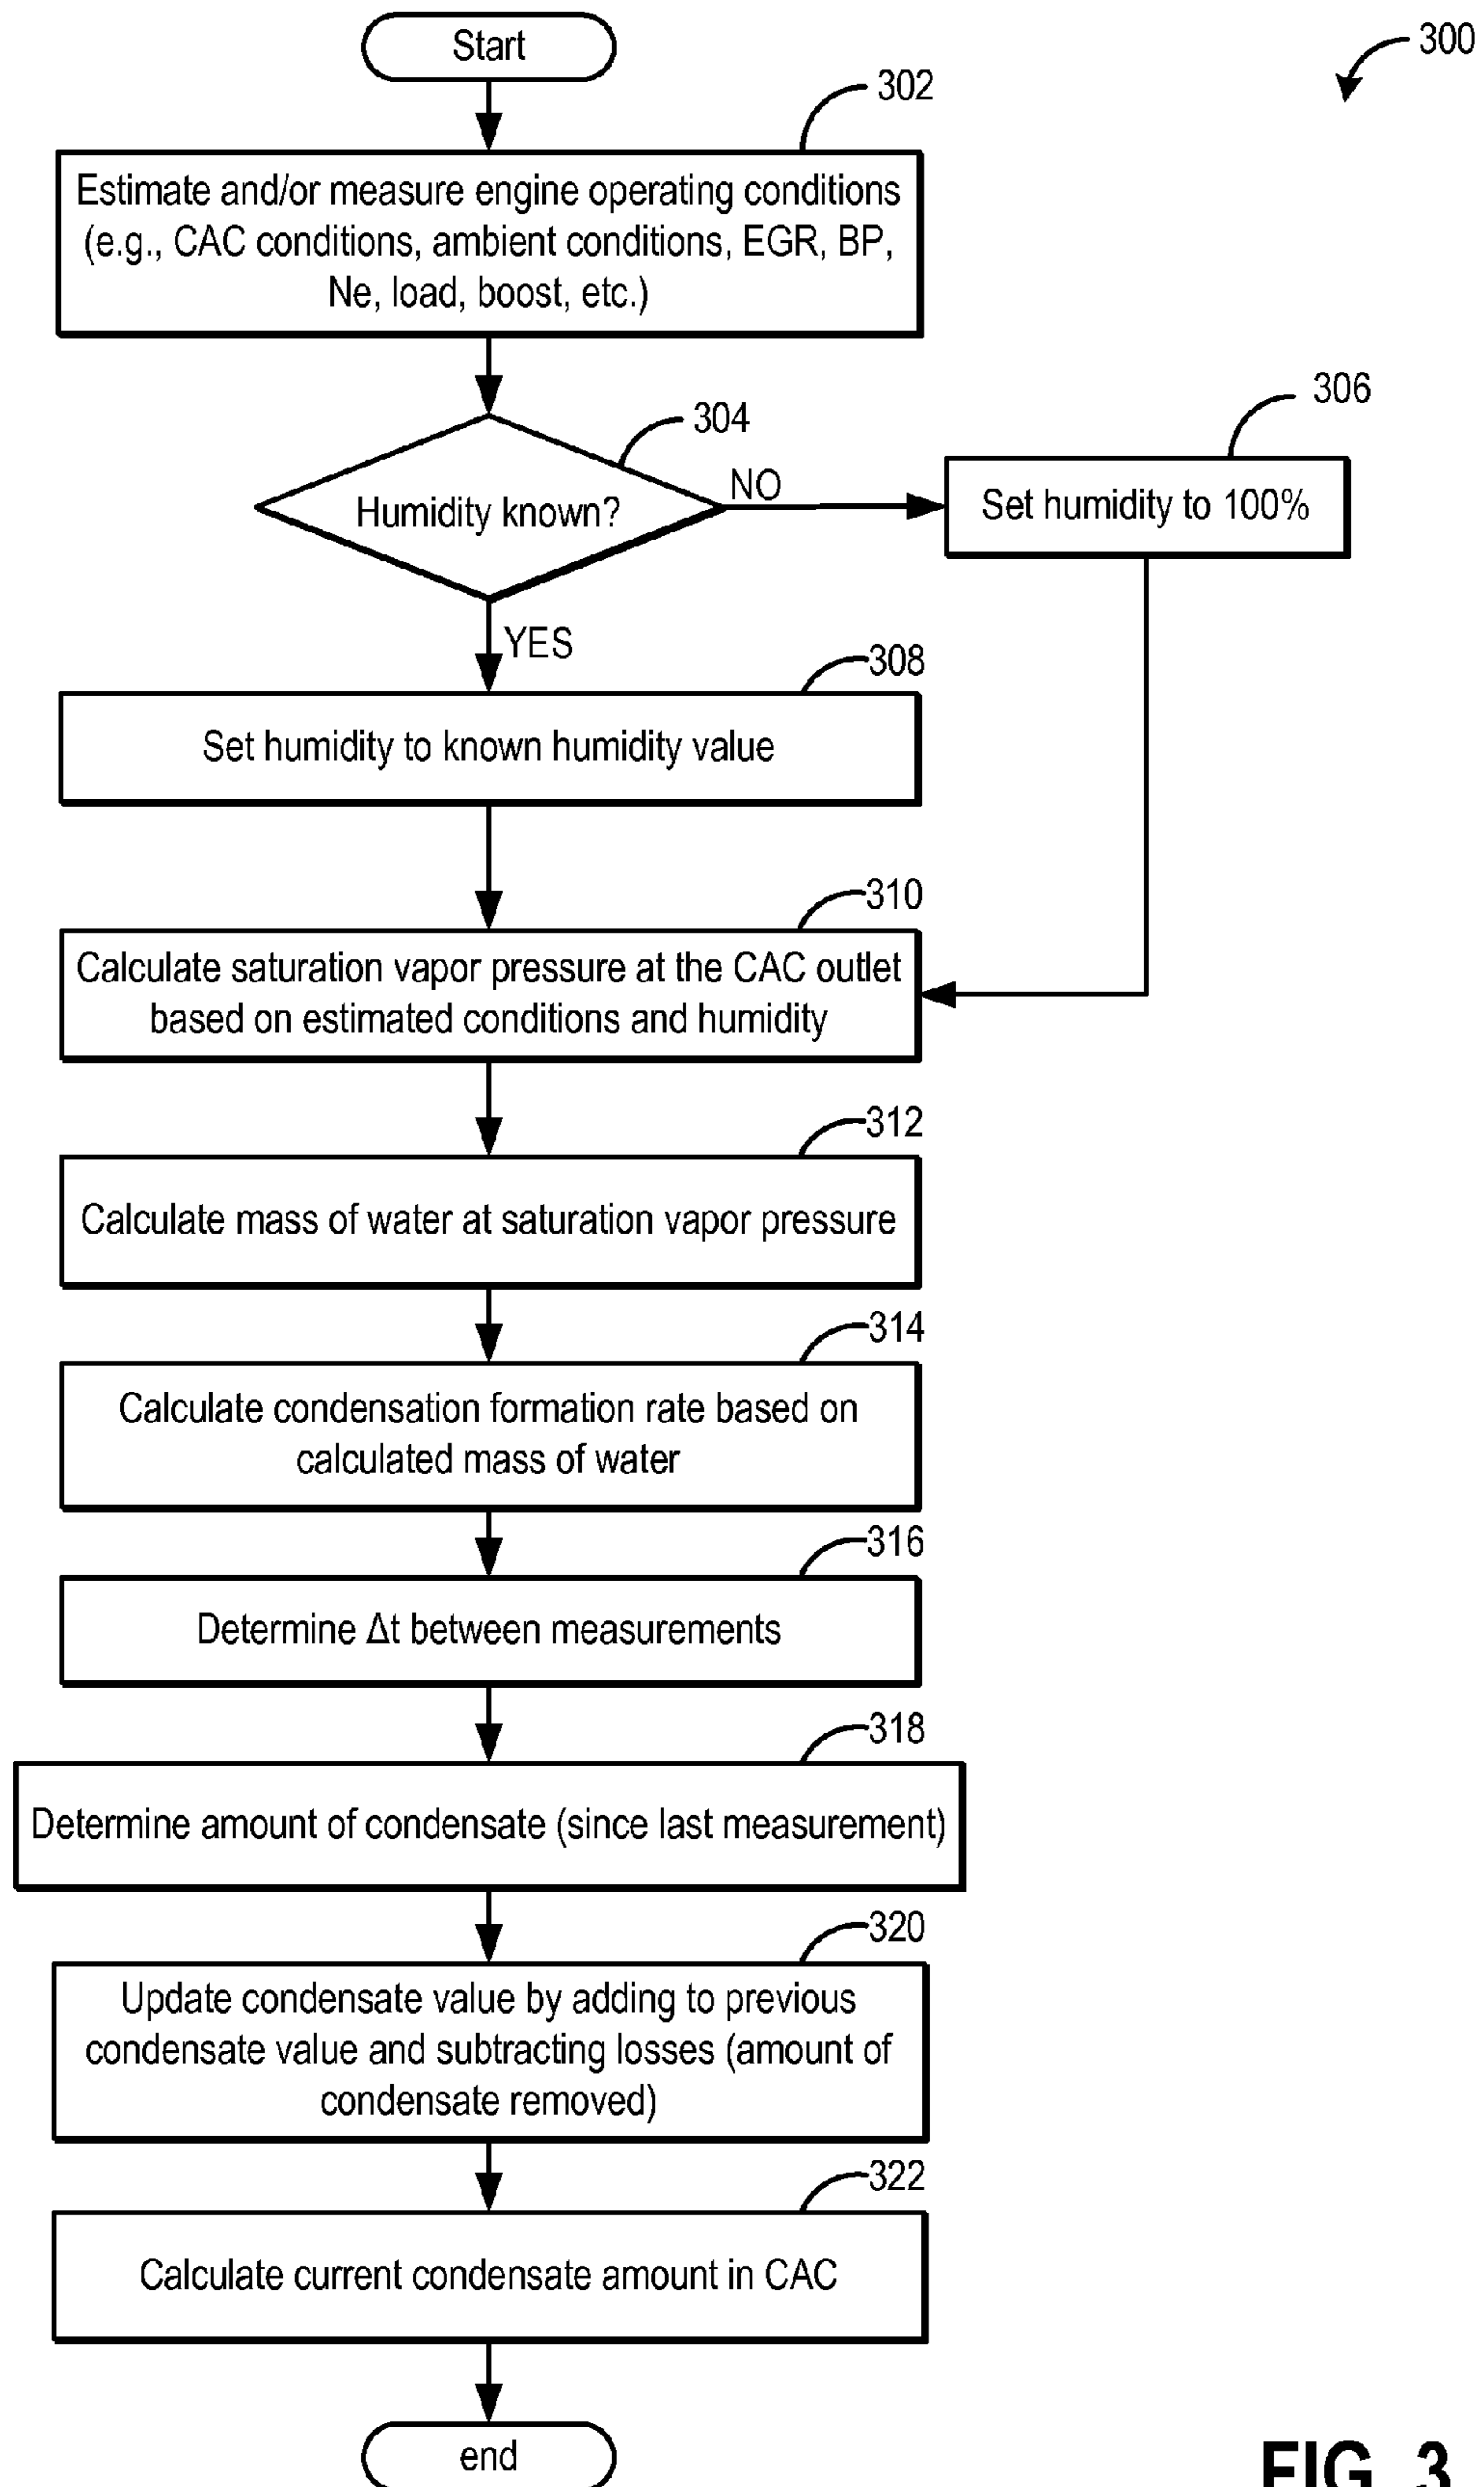 Start
300
302
Estimate and/or measure engine operating conditions
(e.g., CAC conditions, ambient conditions, EGR, BP,
Ne, load, boost, etc.)
304
306
Humidity known?
NO
Set humidity to 100%
YES
308
Set humidity to known humidity value
310
Calculate saturation vapor pressure at the CAC outlet
based on estimated conditions and humidity
312
Calculate mass of water at saturation vapor pressure
314
Calculate condensation formation rate based on
calculated mass of water
316
Determine Δt between measurements
318
Determine amount of condensate (since last measurement)
320
Update condensate value by adding to previous
condensate value and subtracting losses (amount of
condensate removed)
322
Calculate current condensate amount in CAC
end
FIG. 3